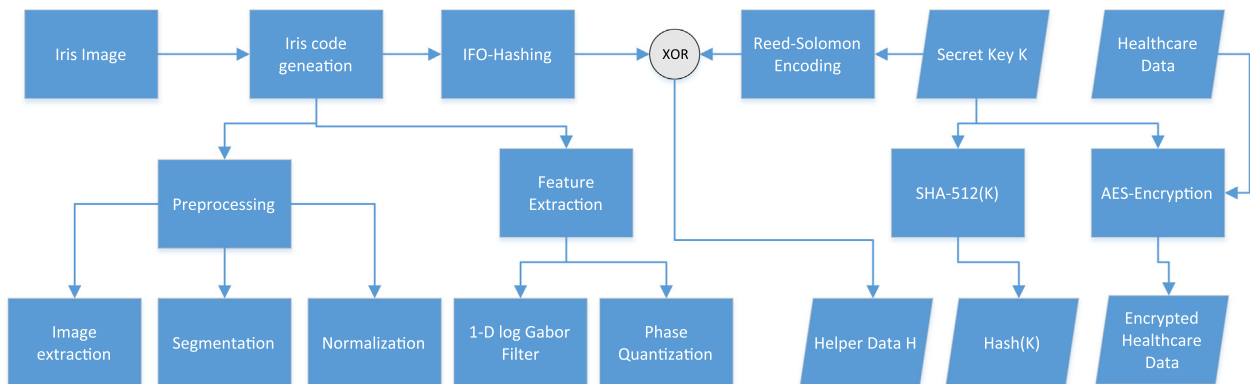 Iris Image
Iris code
geneation
IFO-Hashing
XOR
Reed-Solomon
Encoding
Secret Key K
Healthcare
Data
Preprocessing
Feature
Extraction
SHA-512(K)
AES-Encryption
Image
extraction
Segmentation
Normalization
1-D log Gabor
Filter
Phase
Quantization
Helper Data H
Hash(K)
Encrypted
Healthcare
Data